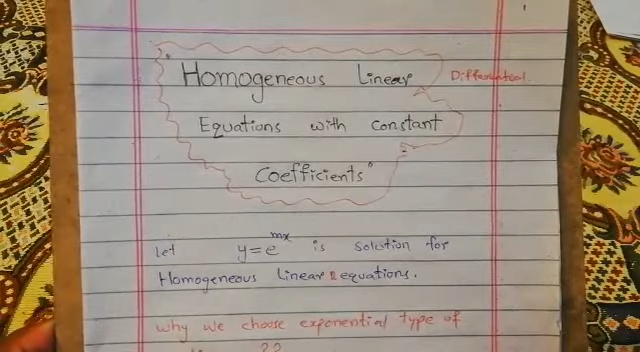 "Homogeneous Linear Differential
Equations with constant
Coefficients"
Let y=e^mx is solution for
Homogeneous Linear equations.
why we choose exponential type of
??